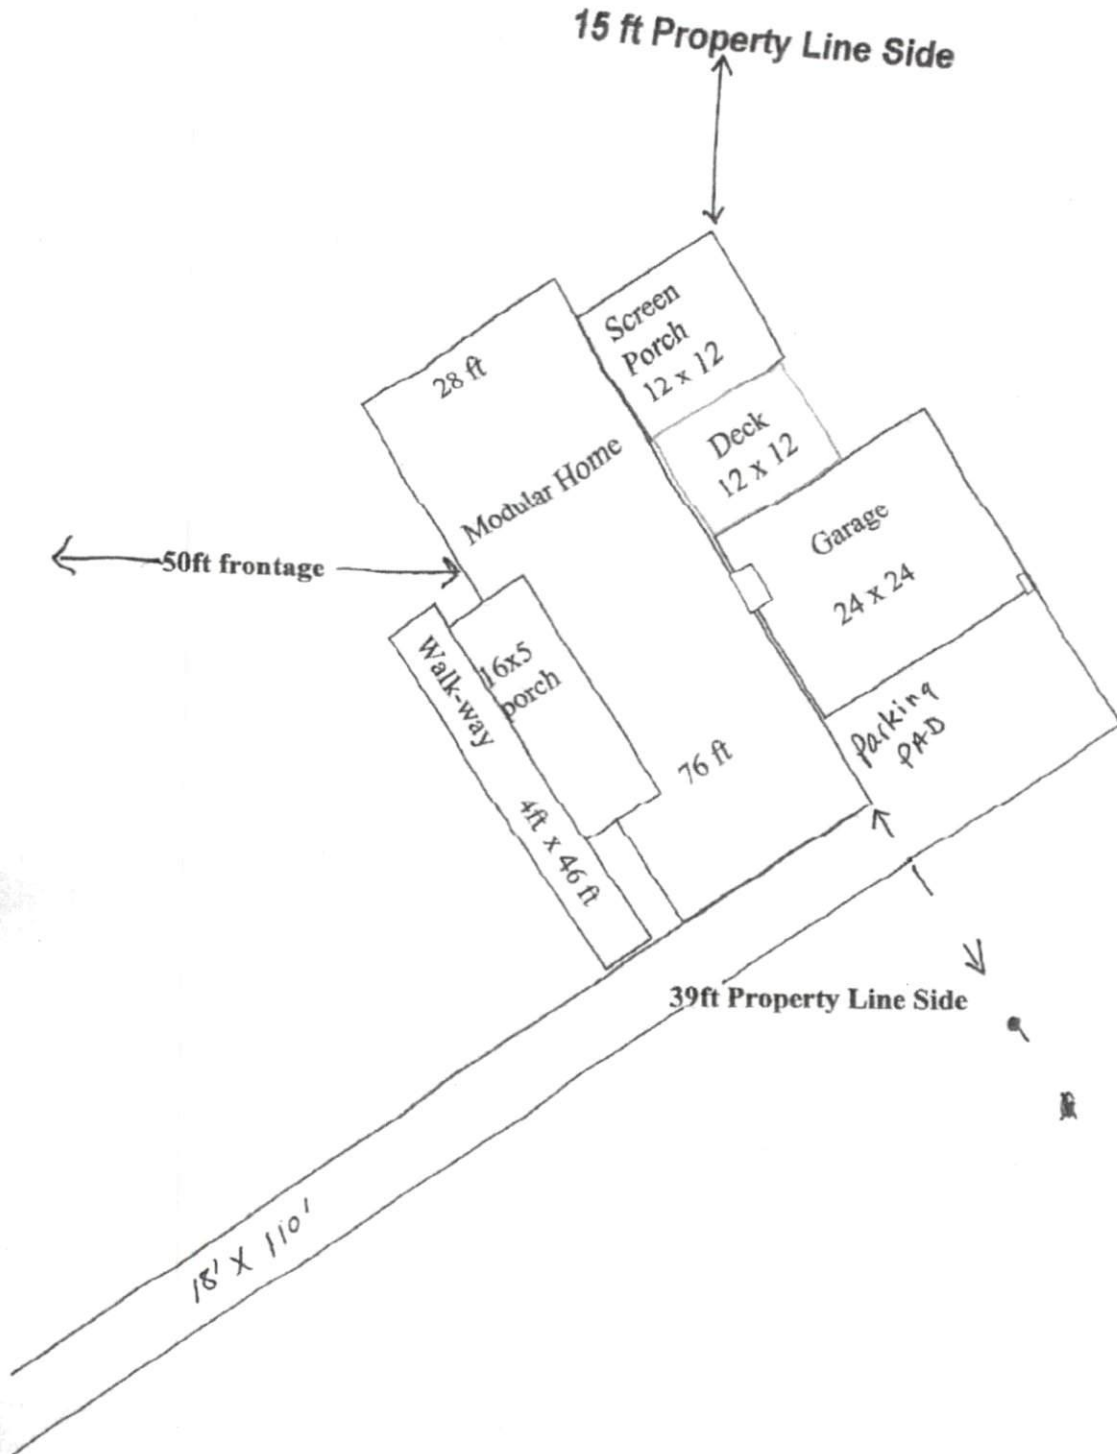 15 ft Property Line Side
Screen
Porch
12 x 12
28 ft
Deck
12 x 12
Modular Home
Garage
24 x 24
50ft frontage
Walk-way
4ft x 46 ft
16x5
porch
76 ft
Parking
PAD
39ft Property Line Side
18' X 110'